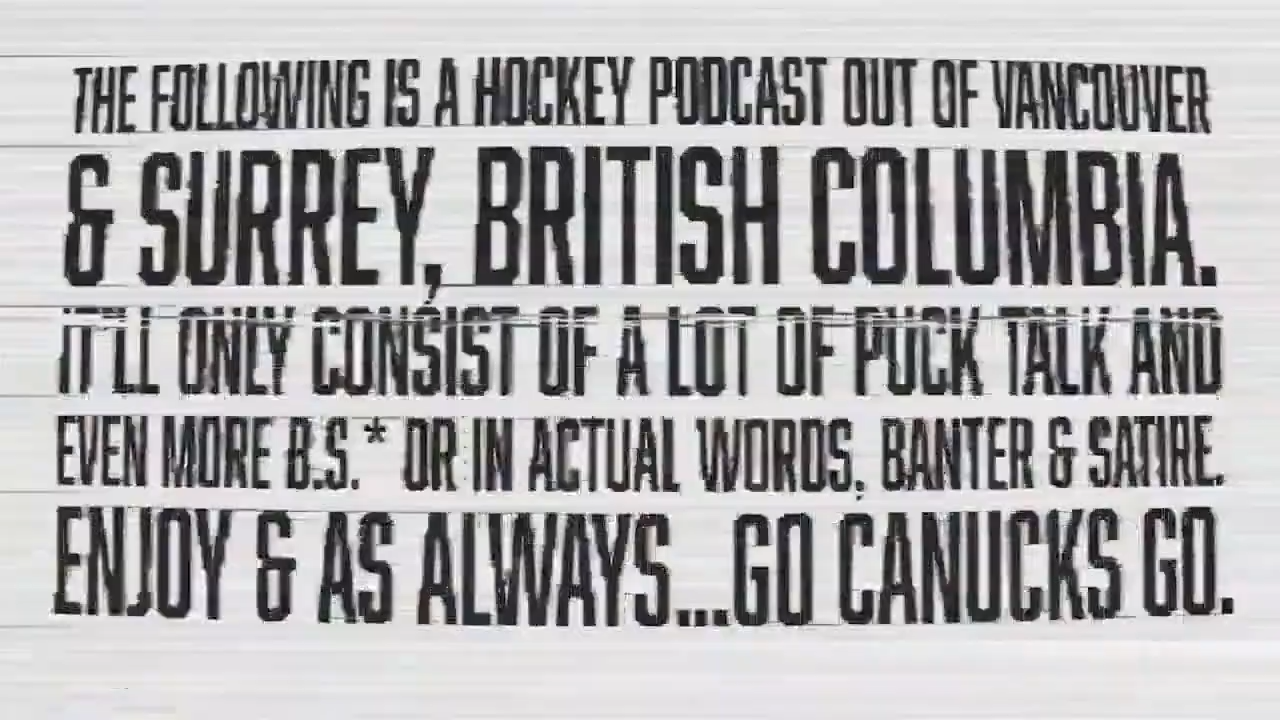 THE FOLLOWING IS A HOCKEY PODCAST OUT OF VANCOUVER
& SURREY, BRITISH COLUMBIA.
IT'LL ONLY CONSIST OF A LOT OF PUCK TALK AND
EVEN MORE B.S.* OR IN ACTUAL WORDS, BANTER & SATIRE.
ENJOY & AS ALWAYS...GO CANUCKS GO.